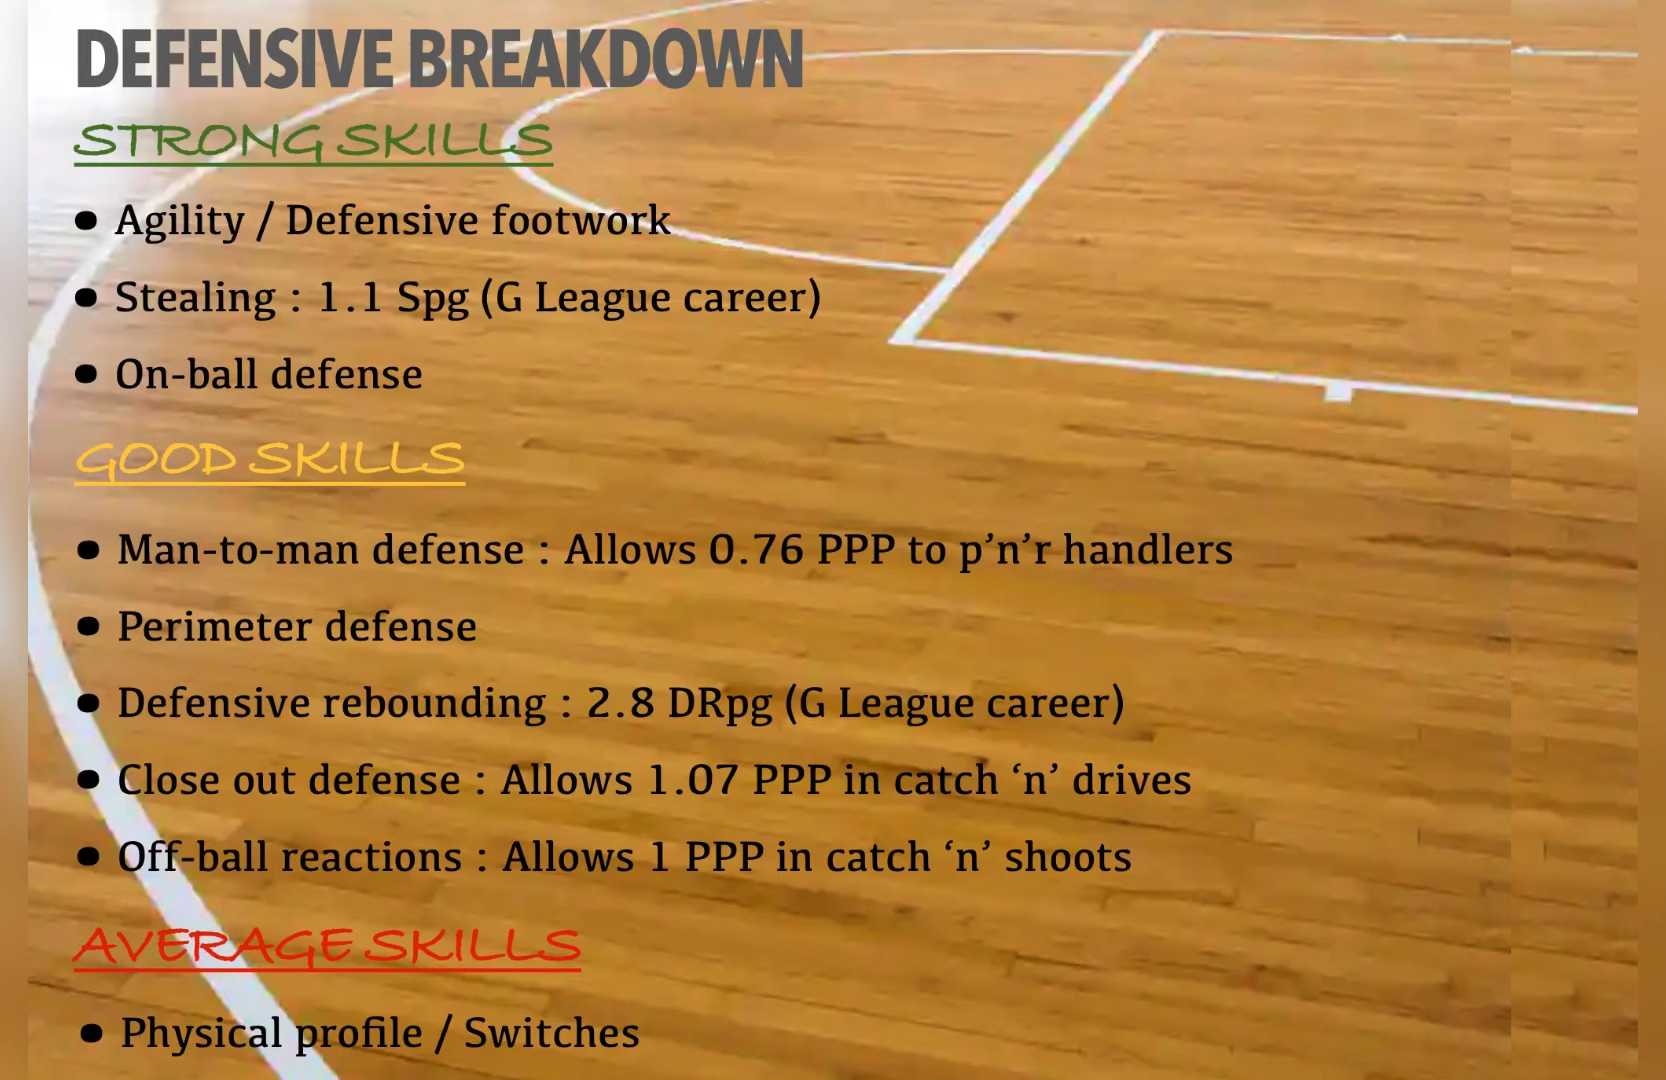 DEFENSIVE BREAKDOWN
STRONG SKILLS
• Agility / Defensive footwork
• Stealing : 1.1 Spg (G League career)
• On-ball defense
GOOD SKILLS
• Man-to-man defense : Allows 0.76 PPP to p’n’r handlers
• Perimeter defense
• Defensive rebounding : 2.8 DRpg (G League career)
• Close out defense : Allows 1.07 PPP in catch ‘n’ drives
• Off-ball reactions : Allows 1 PPP in catch ‘n’ shoots
AVERAGE SKILLS
• Physical profile / Switches